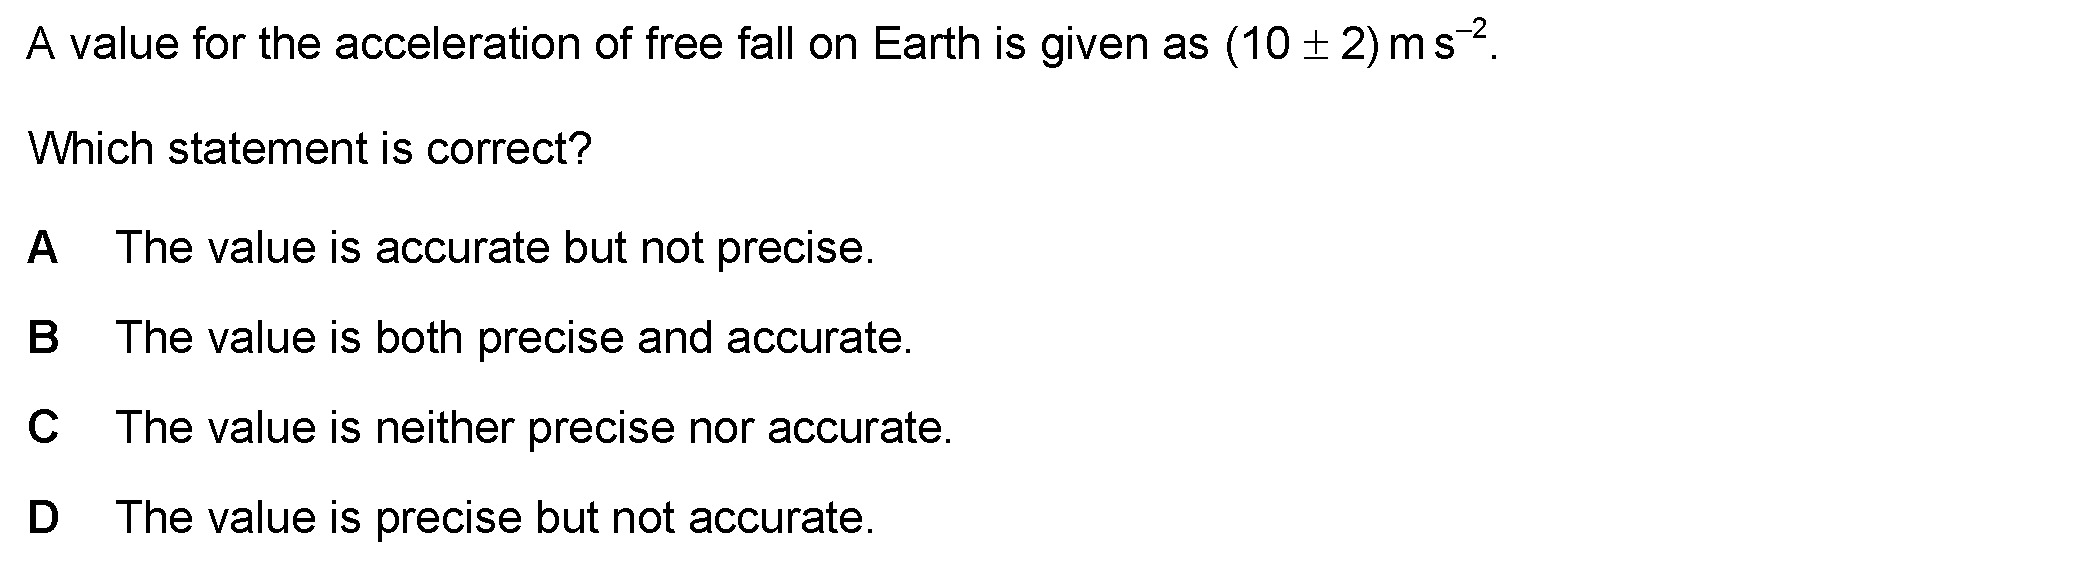 A value for the acceleration of free fall on Earth is given as (10 ± 2) m s⁻².
Which statement is correct?
A The value is accurate but not precise.
B The value is both precise and accurate.
C The value is neither precise nor accurate.
D The value is precise but not accurate.